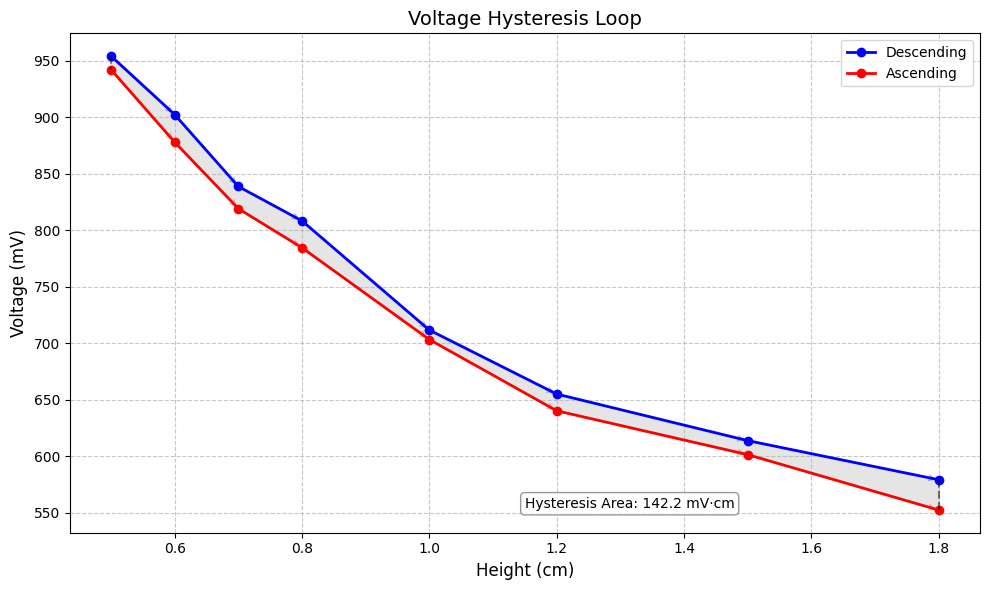 Voltage Hysteresis Loop
Descending
Ascending
Voltage (mV)
950
900
850
800
750
700
650
600
550
Hysteresis Area: 142.2 mV·cm
0.6 0.8 1.0 1.2 1.4 1.6 1.8
Height (cm)